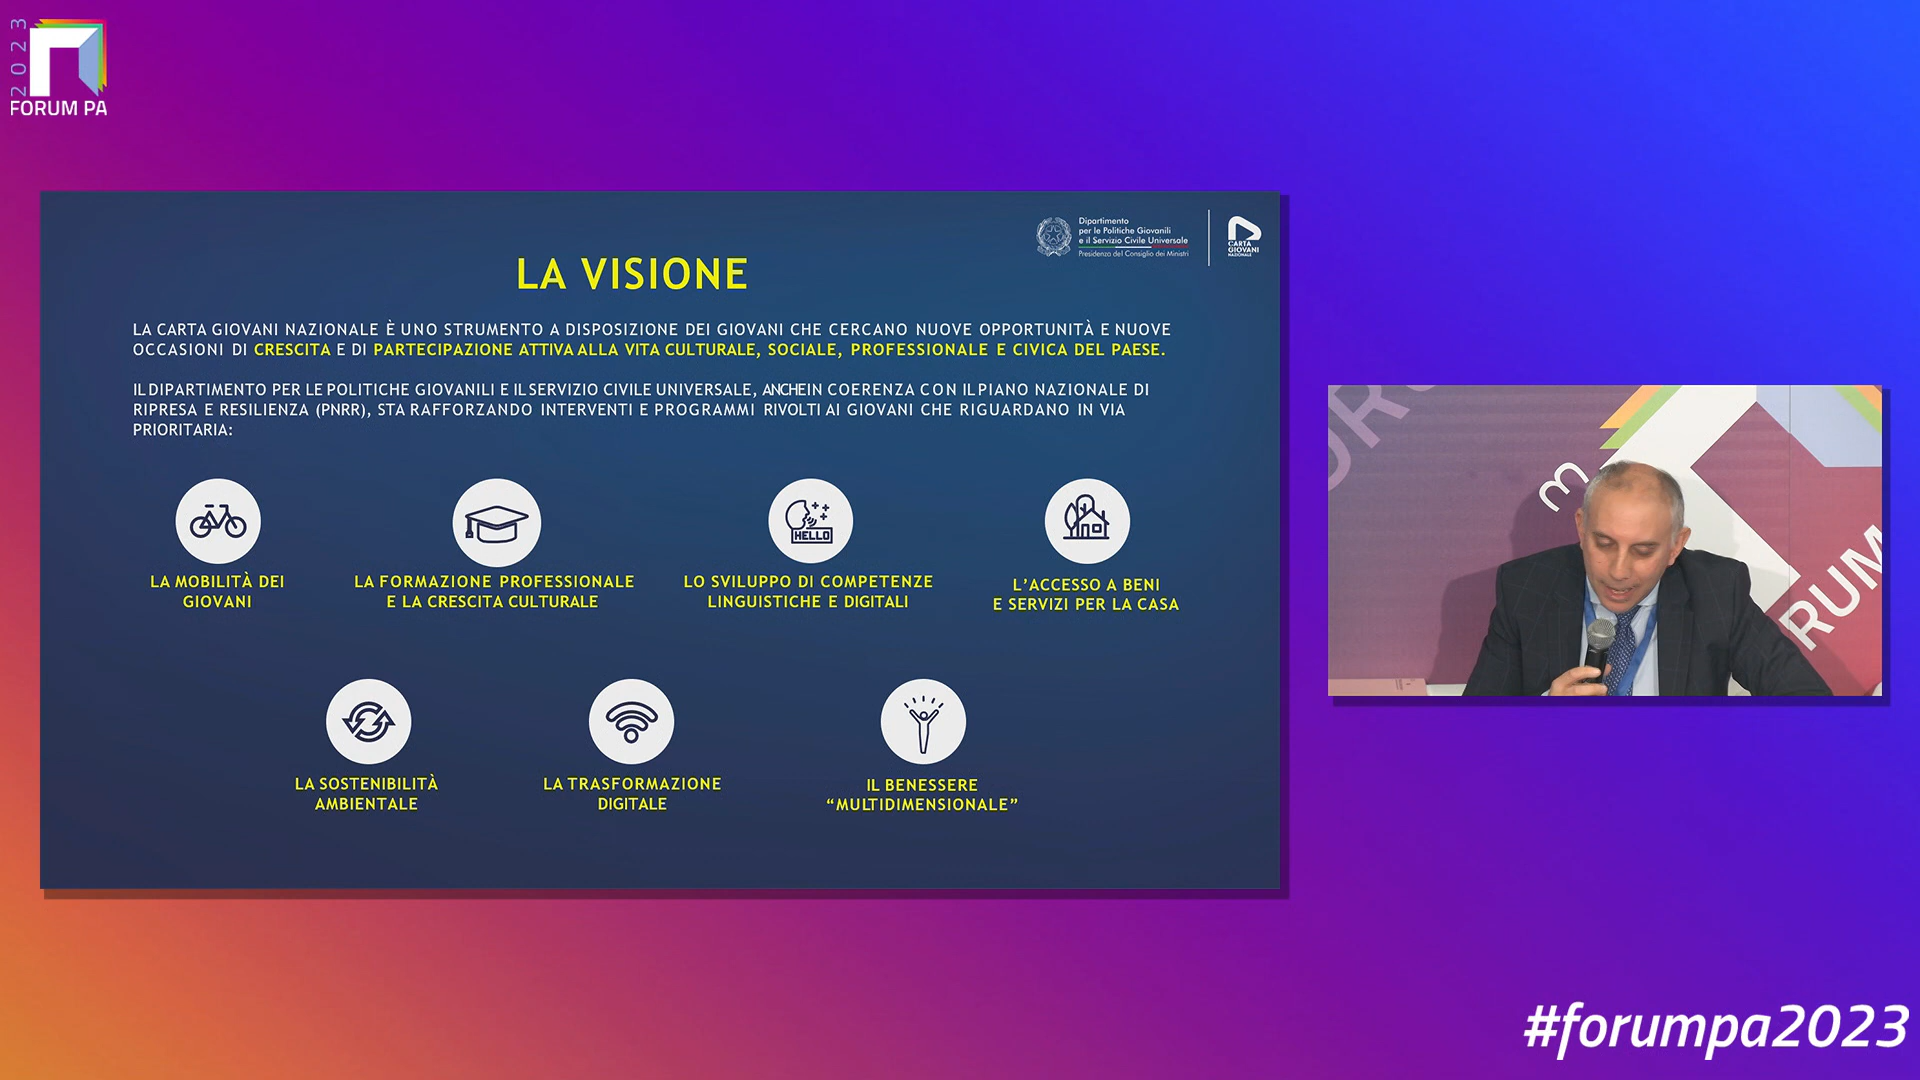 2023
FORUM PA
Dipartimento
per le Politiche Giovanili
e il Servizio Civile Universale
Presidenza del Consiglio dei Ministri
CARTA
GIOVANI
NAZIONALE
LA VISIONE
LA CARTA GIOVANI NAZIONALE È UNO STRUMENTO A DISPOSIZIONE DEI GIOVANI CHE CERCANO NUOVE OPPORTUNITÀ E NUOVE
OCCASIONI DI CRESCITA E DI PARTECIPAZIONE ATTIVA ALLA VITA CULTURALE, SOCIALE, PROFESSIONALE E CIVICA DEL PAESE.
IL DIPARTIMENTO PER LE POLITICHE GIOVANILI E IL SERVIZIO CIVILE UNIVERSALE, ANCHE IN COERENZA CON IL PIANO NAZIONALE DI
RIPRESA E RESILIENZA (PNRR), STA RAFFORZANDO INTERVENTI E PROGRAMMI RIVOLTI AI GIOVANI CHE RIGUARDANO IN VIA
PRIORITARIA:
HELLO
LA MOBILITÀ DEI
GIOVANI
LA FORMAZIONE PROFESSIONALE
E LA CRESCITA CULTURALE
LO SVILUPPO DI COMPETENZE
LINGUISTICHE E DIGITALI
L'ACCESSO A BENI
E SERVIZI PER LA CASA
LA SOSTENIBILITÀ
AMBIENTALE
LA TRASFORMAZIONE
DIGITALE
IL BENESSERE
“MULTIDIMENSIONALE”
3
RUM
#forumpa2023